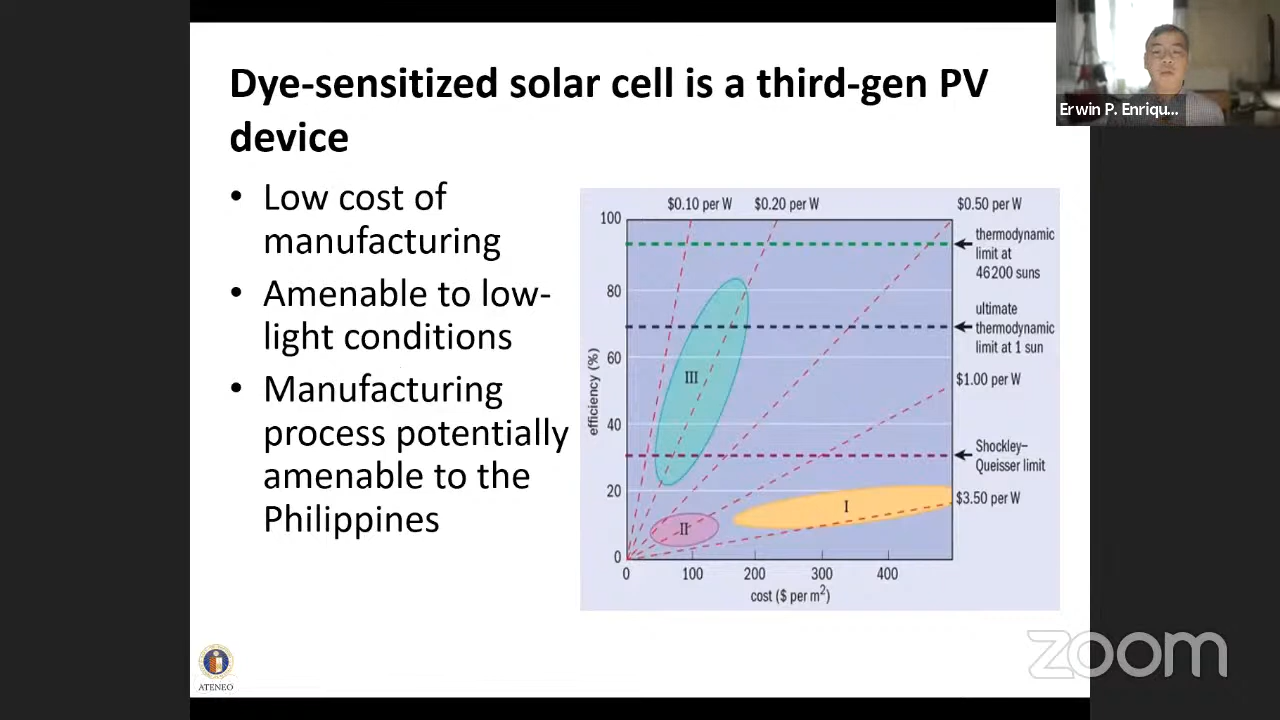 Dye-sensitized solar cell is a third-gen PV
device
• Low cost of
manufacturing
• Amenable to low-
light conditions
• Manufacturing
process potentially
amenable to the
Philippines
$0.10 per W
$0.20 per W
$0.50 per W
100
80
60
40
20
0
efficiency (%)
thermodynamic
limit at
46200 suns
ultimate
thermodynamic
limit at 1 sun
$1.00 per W
Shockley–
Queisser limit
$3.50 per W
III
II
I
0 100 200 300 400
cost ($ per m²)
ATENEO
Erwin P. Enriqu...
zoom